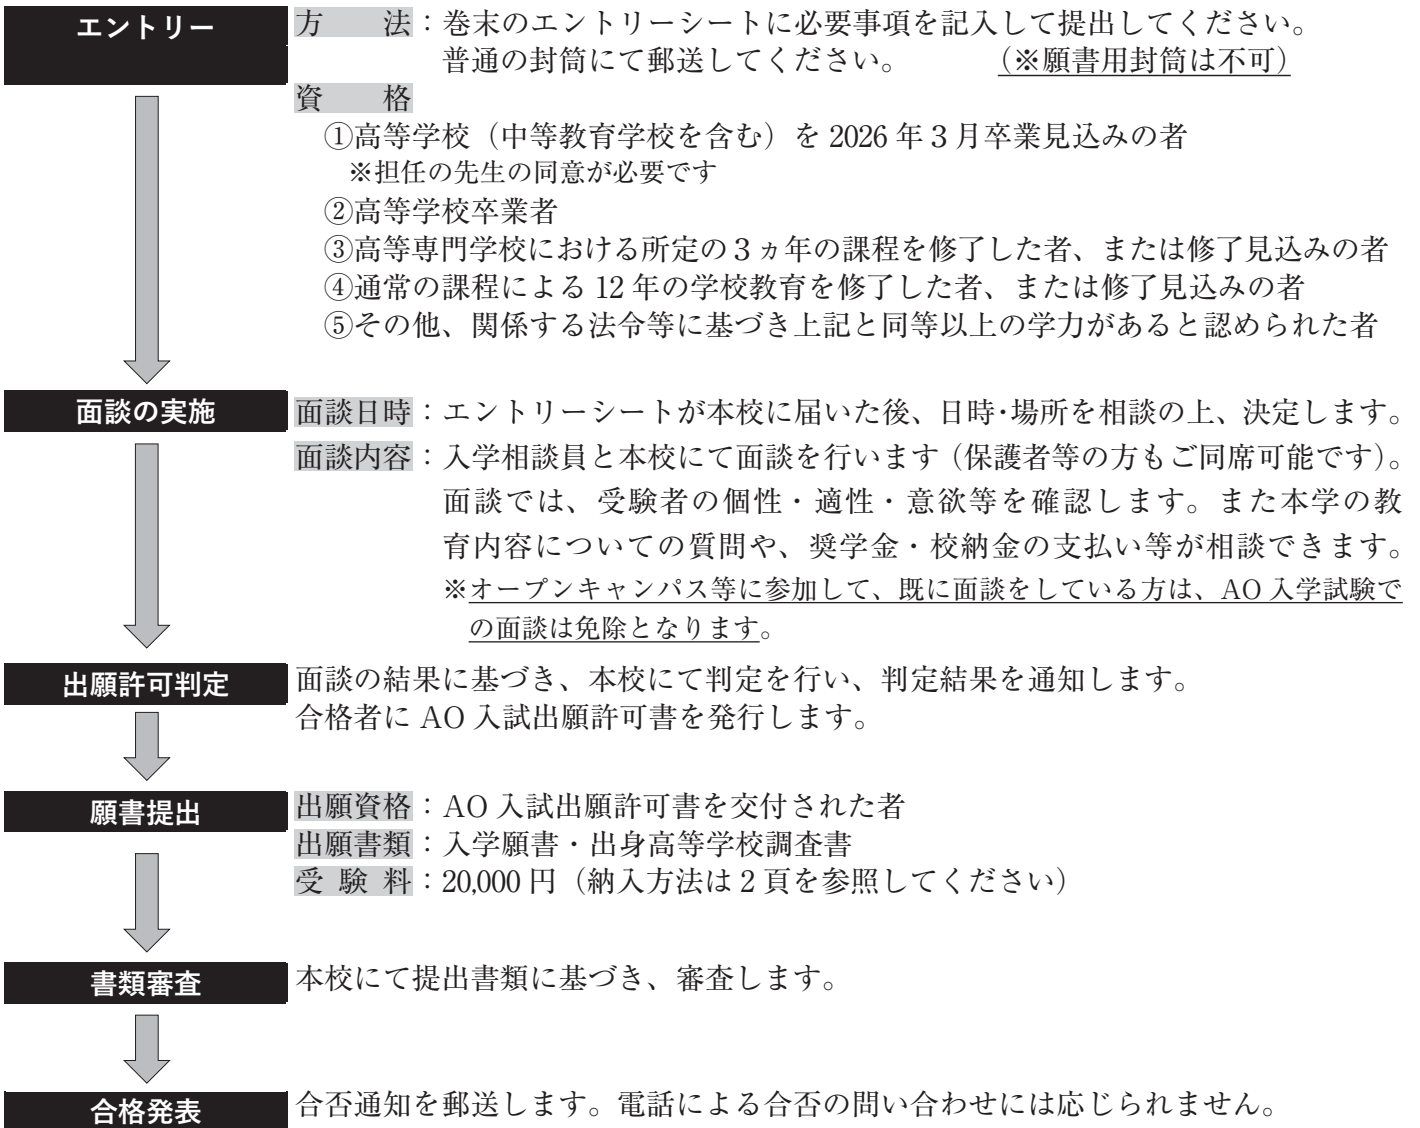 エントリー
方　　法：巻末のエントリーシートに必要事項を記入して提出してください。
普通の封筒にて郵送してください。　　　（※願書用封筒は不可）
資　　格
①高等学校（中等教育学校を含む）を 2026 年３月卒業見込みの者
※担任の先生の同意が必要です
②高等学校卒業者
③高等専門学校における所定の３ヵ年の課程を修了した者、または修了見込みの者
④通常の課程による 12 年の学校教育を修了した者、または修了見込みの者
⑤その他、関係する法令等に基づき上記と同等以上の学力があると認められた者
面談の実施
面談日時：エントリーシートが本校に届いた後、日時・場所を相談の上、決定します。
面談内容：入学相談員と本校にて面談を行います（保護者等の方もご同席可能です）。
面談では、受験者の個性・適性・意欲等を確認します。また本学の教
育内容についての質問や、奨学金・校納金の支払い等が相談できます。
※オープンキャンパス等に参加して、既に面談をしている方は、AO 入学試験で
の面談は免除となります。
出願許可判定
面談の結果に基づき、本校にて判定を行い、判定結果を通知します。
合格者に AO 入試出願許可書を発行します。
願書提出
出願資格：AO 入試出願許可書を交付された者
出願書類：入学願書・出身高等学校調査書
受 験 料：20,000 円（納入方法は 2 頁を参照してください）
書類審査
本校にて提出書類に基づき、審査します。
合格発表
合否通知を郵送します。電話による合否の問い合わせには応じられません。